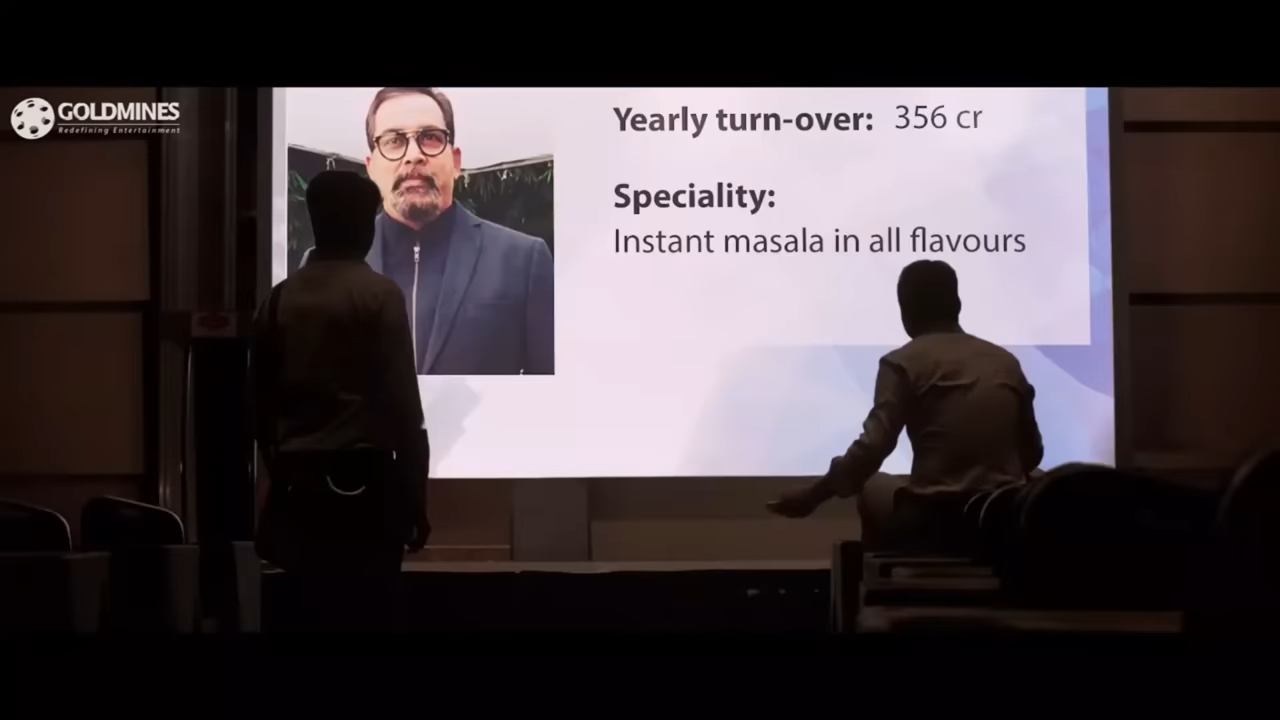 GOLDMINES
Redefining Entertainment
Yearly turn-over: 356 cr
Speciality:
Instant masala in all flavours